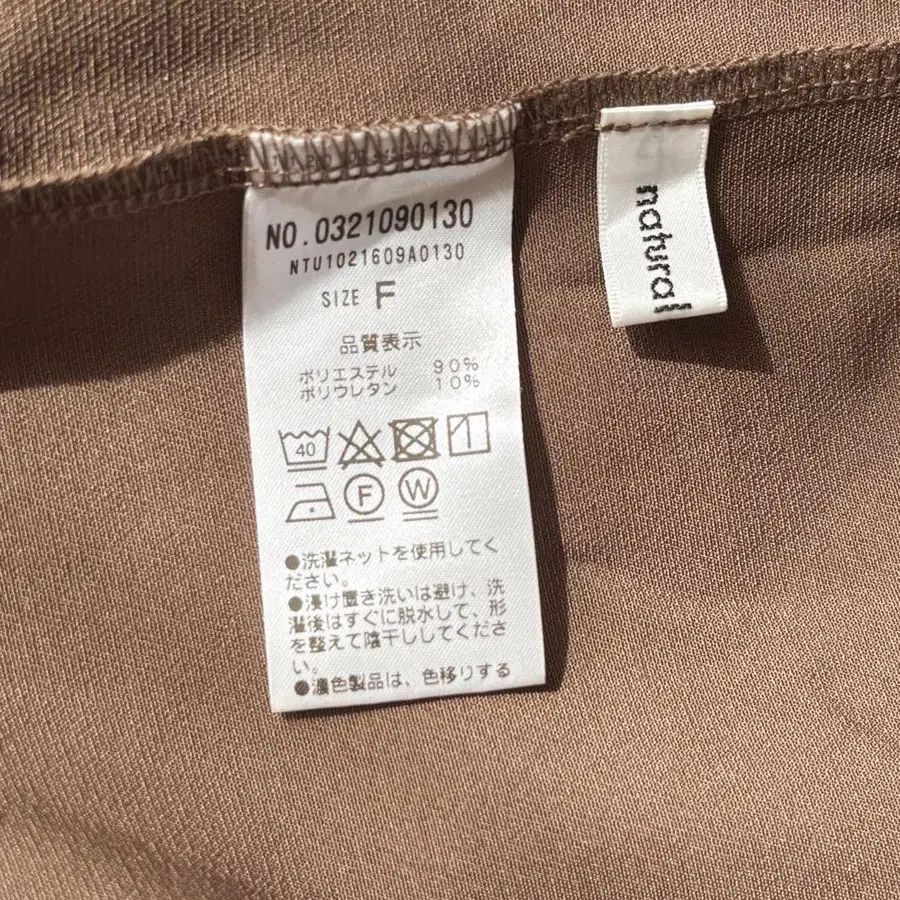 NO.0321090130
NTU1021609A0130
SIZE F
品質表示
ポリエステル 90%
ポリウレタン 10%
40
F W
●洗濯ネットを使用してく
ださい。
●浸け置き洗いは避け、洗
濯後はすぐに脱水して、形
を整えて陰干ししてくださ
い。
●濃色製品は、色移りする
natural